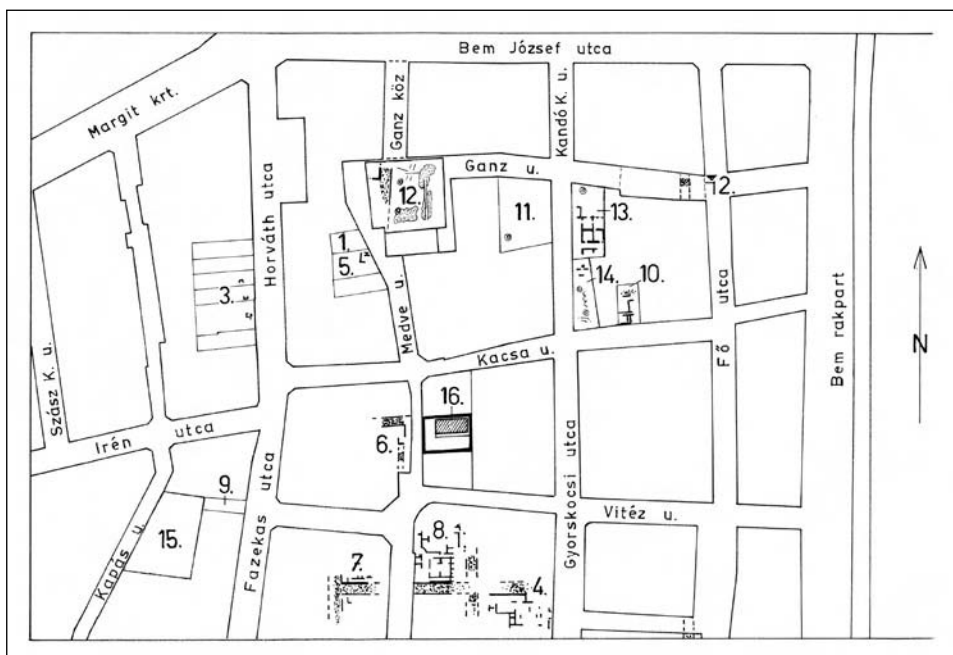 Bem József utca
Margit krt.
Ganz köz
Kandó K. u.
Ganz u.
12.
12.
13.
11.
Horváth utca
1.
5.
3.
14.
10.
utca
Medve u.
Bem rakpart
N
Kacsa u.
Fő
Szász K. u.
16.
Irén utca
6.
utca
Gyorskocsi utca
9.
Vitéz u.
15.
Kapás u.
Fazekas
7.
8.
4.